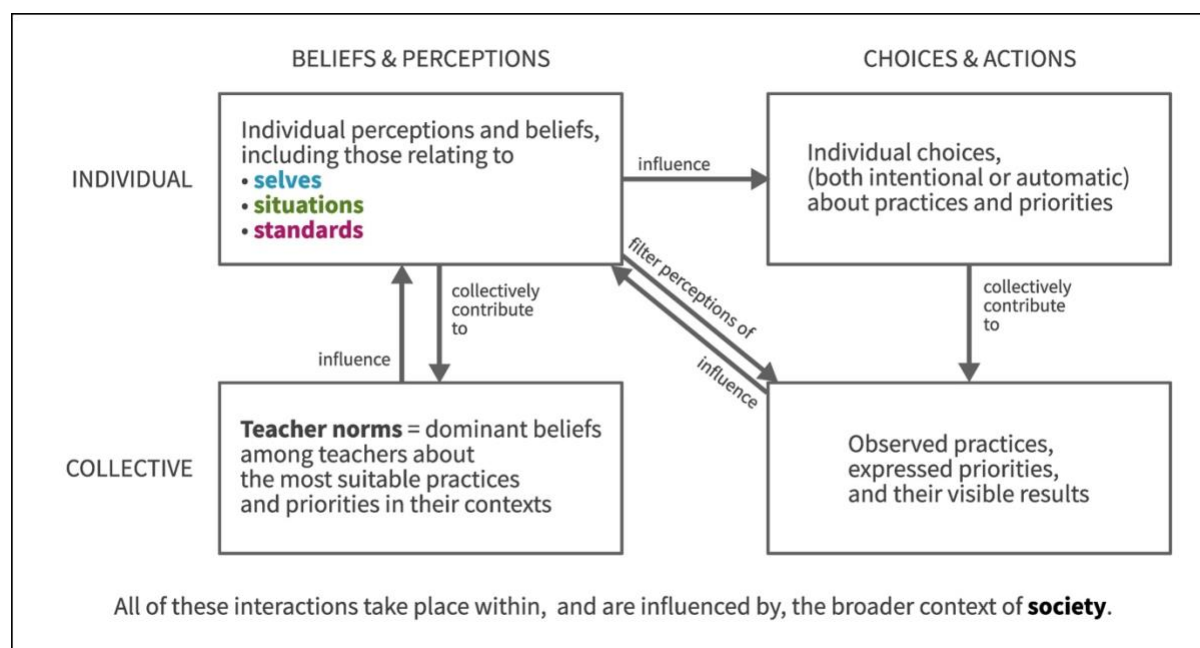 BELIEFS & PERCEPTIONS
CHOICES & ACTIONS
INDIVIDUAL
Individual perceptions and beliefs,
including those relating to
• selves
• situations
• standards
influence
Individual choices,
(both intentional or automatic)
about practices and priorities
filter perceptions of
influence
collectively
contribute
to
influence
collectively
contribute
to
COLLECTIVE
Teacher norms = dominant beliefs
among teachers about
the most suitable practices
and priorities in their contexts
Observed practices,
expressed priorities,
and their visible results
All of these interactions take place within, and are influenced by, the broader context of society.